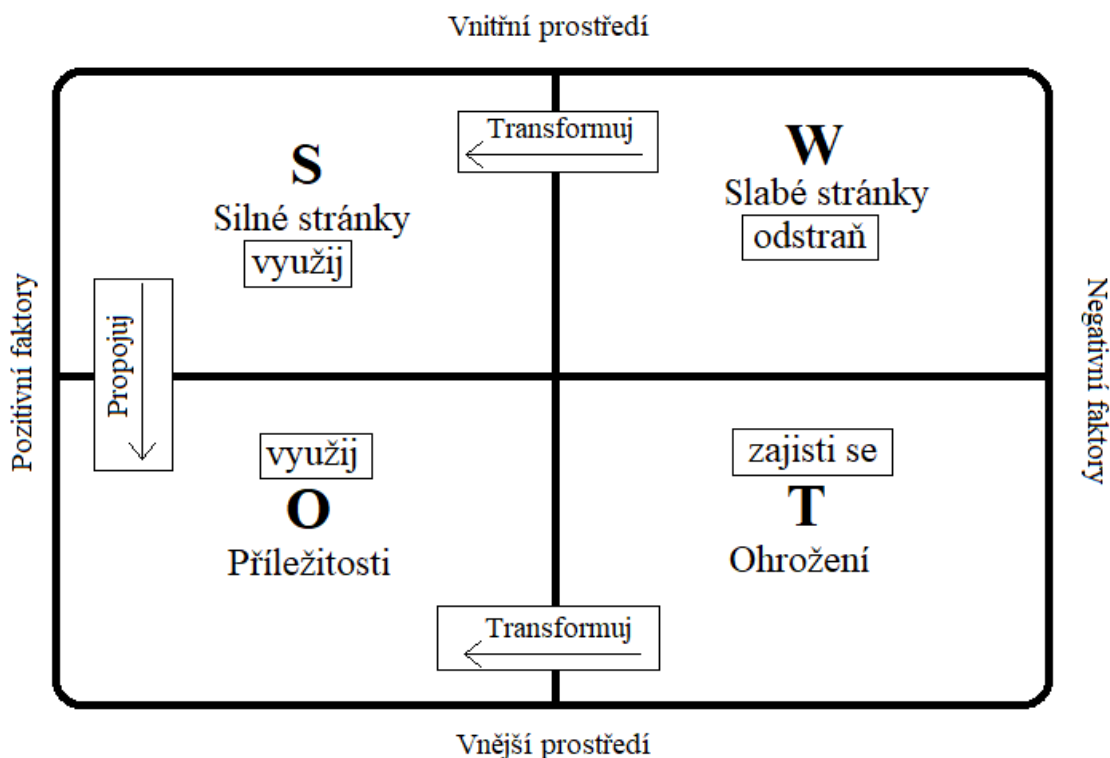 Vnitřní prostředí
Transformuj
S
Silné stránky
využij
W
Slabé stránky
odstraň
Pozitivní faktory
Propojuj
Negativní faktory
využij
O
Příležitosti
zajisti se
T
Ohrožení
Transformuj
Vnější prostředí